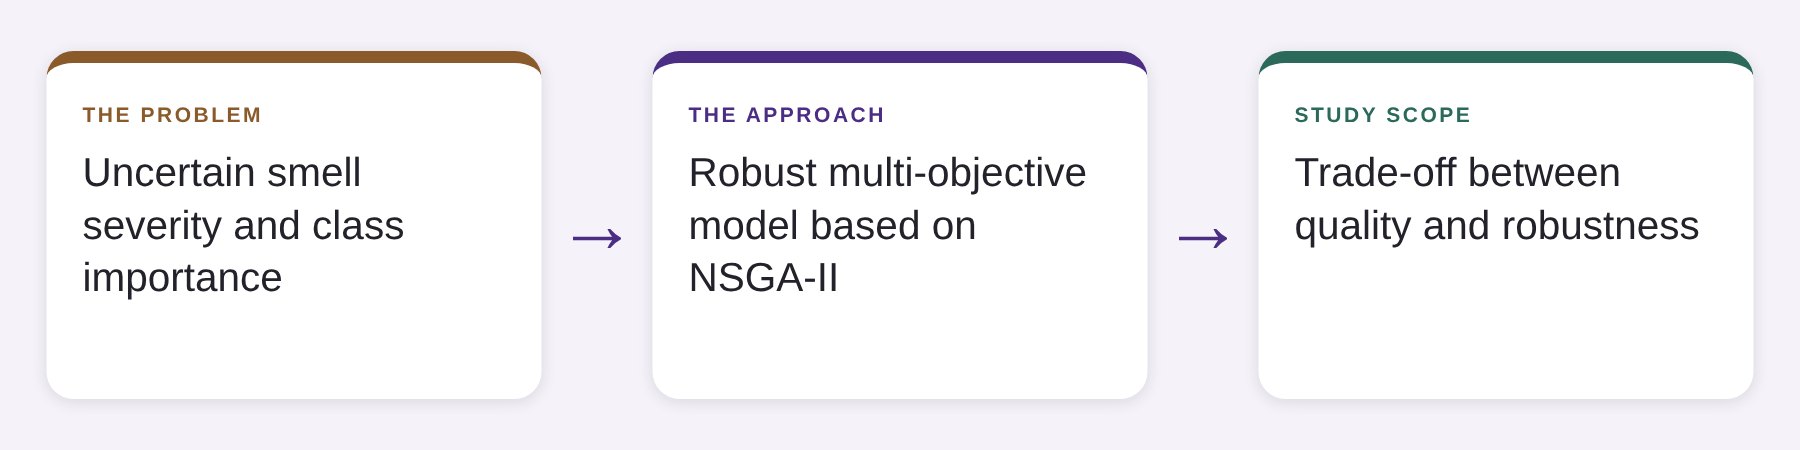 THE PROBLEM
Uncertain smell
severity and class
importance
→
THE APPROACH
Robust multi-objective
model based on
NSGA-II
→
STUDY SCOPE
Trade-off between
quality and robustness